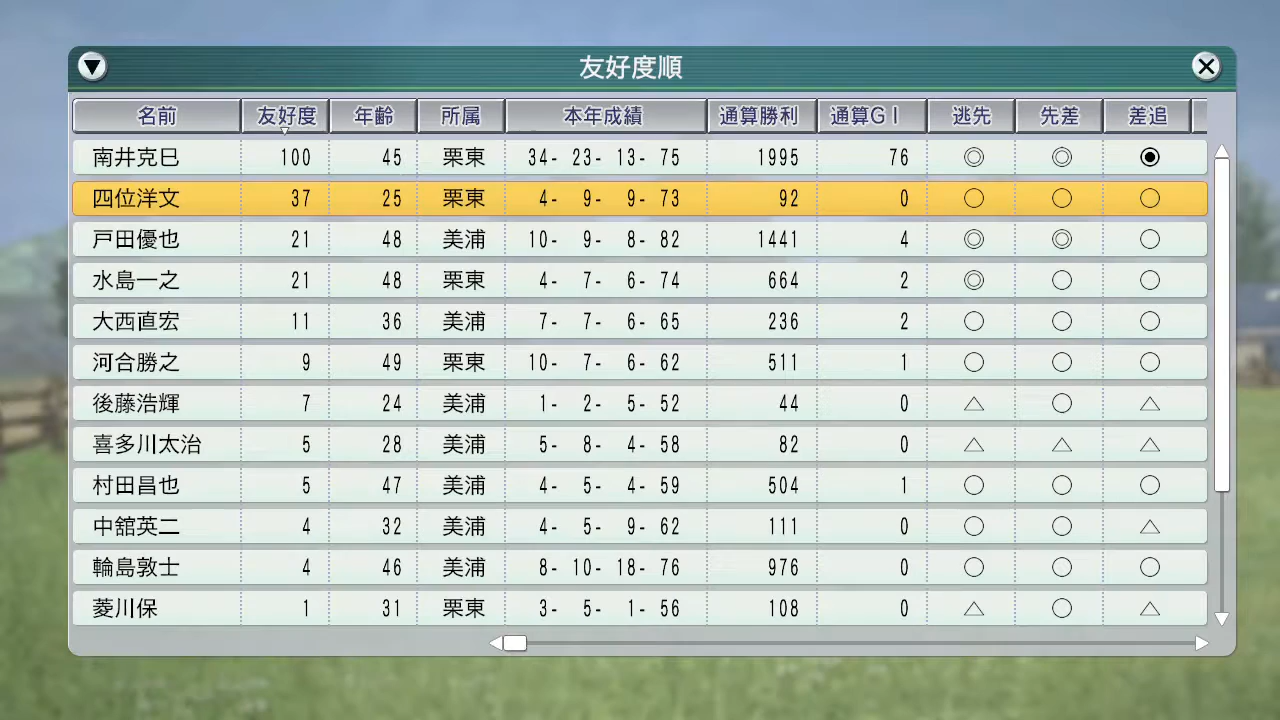 友好度順
名前 友好度 年齢 所属 本年成績 通算勝利 通算GⅠ 逃先 先差 差追
南井克巳 100 45 栗東 34- 23- 13- 75 1995 76 ◎ ◎ ◉
四位洋文 37 25 栗東 4- 9- 9- 73 92 0 ○ ○ ○
戸田優也 21 48 美浦 10- 9- 8- 82 1441 4 ◎ ◎ ○
水島一之 21 48 栗東 4- 7- 6- 74 664 2 ◎ ○ ○
大西直宏 11 36 美浦 7- 7- 6- 65 236 2 ○ ○ ○
河合勝之 9 49 栗東 10- 7- 6- 62 511 1 ○ ○ ○
後藤浩輝 7 24 美浦 1- 2- 5- 52 44 0 △ ○ △
喜多川太治 5 28 美浦 5- 8- 4- 58 82 0 △ △ △
村田昌也 5 47 美浦 4- 5- 4- 59 504 1 ○ ○ ○
中舘英二 4 32 美浦 4- 5- 9- 62 111 0 ○ ○ △
輪島敦士 4 46 美浦 8- 10- 18- 76 976 0 ○ ○ ○
菱川保 1 31 栗東 3- 5- 1- 56 108 0 △ ○ △